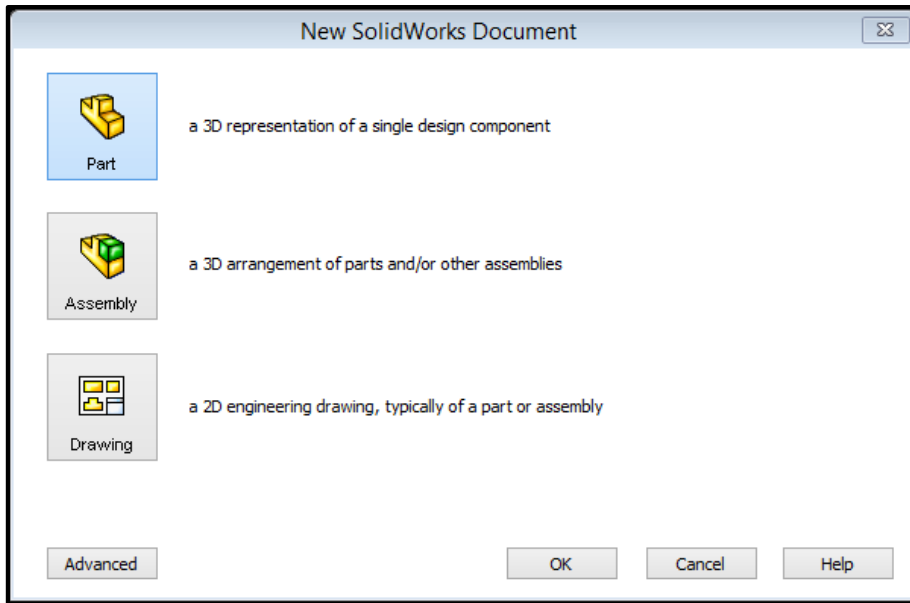 New SolidWorks Document
Part
a 3D representation of a single design component
Assembly
a 3D arrangement of parts and/or other assemblies
Drawing
a 2D engineering drawing, typically of a part or assembly
Advanced
OK
Cancel
Help